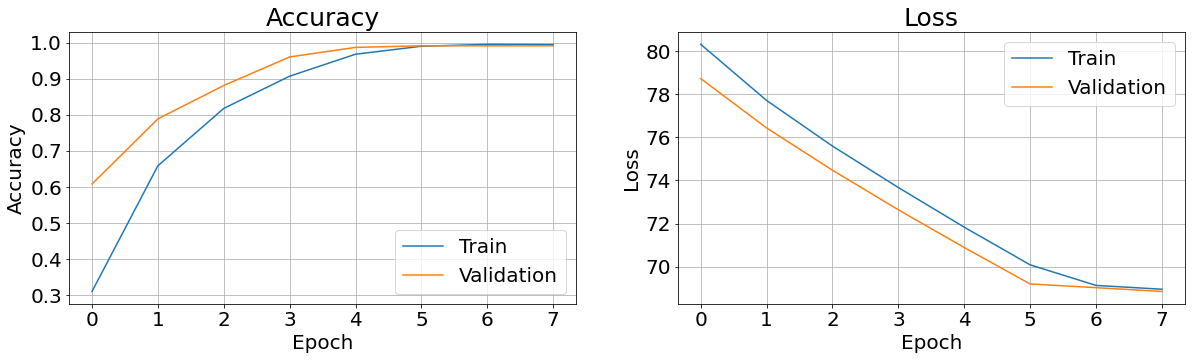 Accuracy
1.0
0.9
0.8
0.7
0.6
0.5
0.4
0.3
Accuracy
Train
Validation
0 1 2 3 4 5 6 7
Epoch
Loss
80
78
76
74
72
70
Loss
Train
Validation
0 1 2 3 4 5 6 7
Epoch